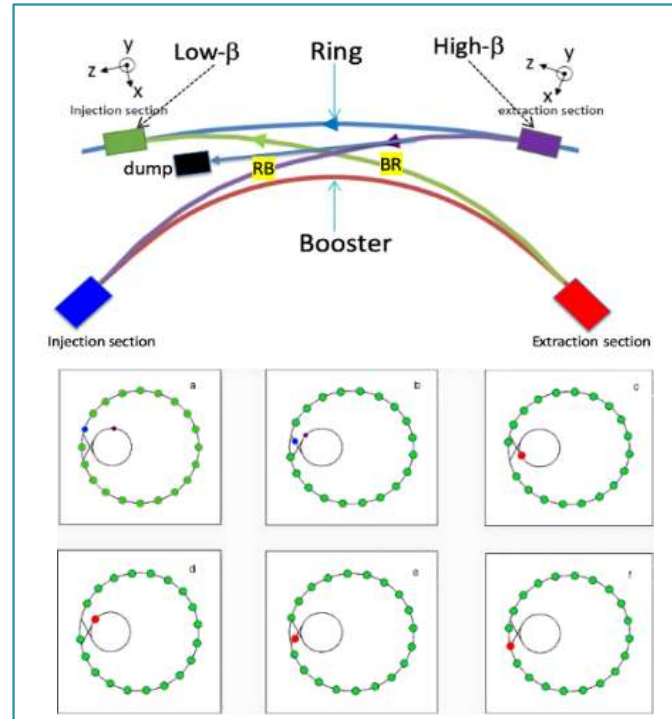 Low-β Ring High-β
y
z
x
y
z
x
Injection section
extraction section
dump
RB
BR
Booster
Injection section
Extraction section
a
b
c
d
e
f